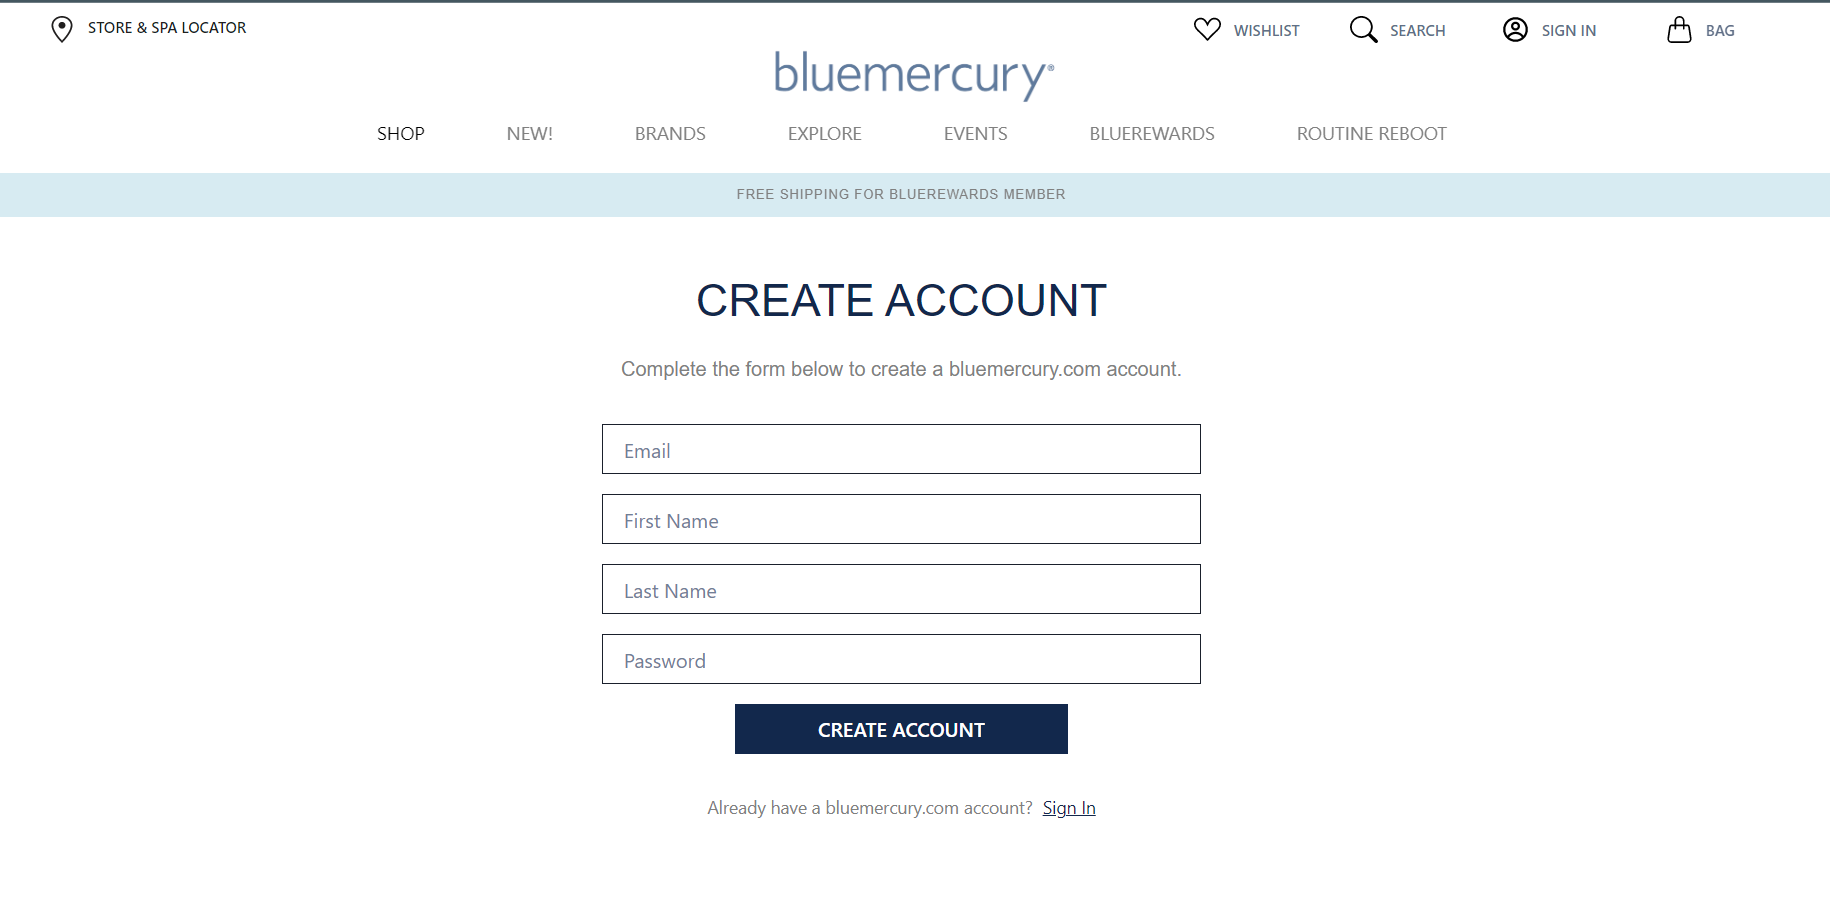 STORE & SPA LOCATOR
WISHLIST
SEARCH
SIGN IN
BAG
bluemercury®
SHOP
NEW!
BRANDS
EXPLORE
EVENTS
BLUEREWARDS
ROUTINE REBOOT
FREE SHIPPING FOR BLUEREWARDS MEMBER
CREATE ACCOUNT
Complete the form below to create a bluemercury.com account.
Email
First Name
Last Name
Password
CREATE ACCOUNT
Already have a bluemercury.com account? Sign In